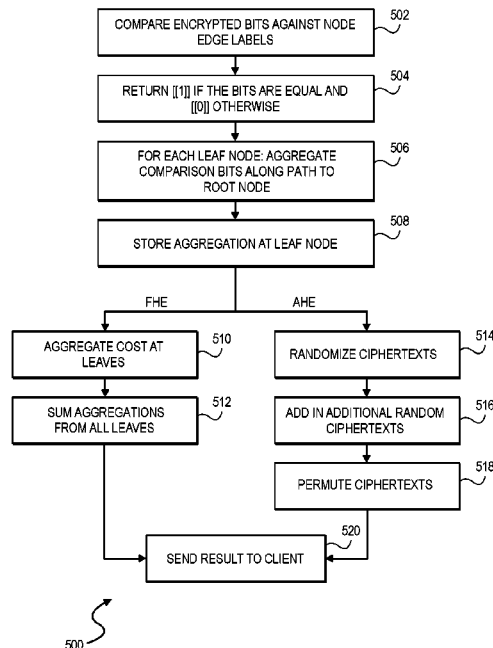 COMPARE ENCRYPTED BITS AGAINST NODE
EDGE LABELS
502
RETURN [[1]] IF THE BITS ARE EQUAL AND
[[0]] OTHERWISE
504
FOR EACH LEAF NODE: AGGREGATE
COMPARISON BITS ALONG PATH TO
ROOT NODE
506
STORE AGGREGATION AT LEAF NODE
508
FHE
AHE
AGGREGATE COST AT
LEAVES
510
RANDOMIZE CIPHERTEXTS
514
SUM AGGREGATIONS
FROM ALL LEAVES
512
ADD IN ADDITIONAL RANDOM
CIPHERTEXTS
516
PERMUTE CIPHERTEXTS
518
SEND RESULT TO CLIENT
520
500